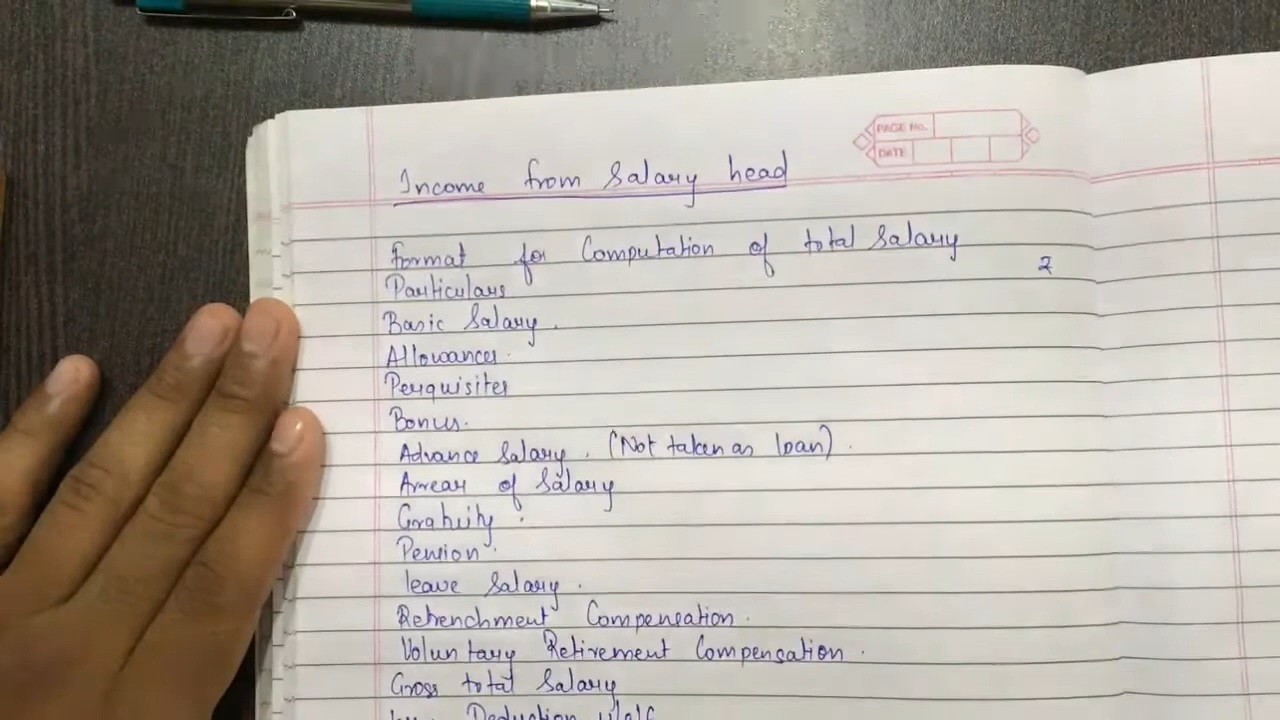 PAGE No.
DATE
Income from Salary head
Format for Computation of total Salary
Particulars ₹
Basic Salary.
Allowances.
Perquisites
Bonus.
Advance Salary. (Not taken as loan).
Arrear of Salary
Gratuity.
Pension.
leave Salary.
Retrenchment Compensation.
Voluntary Retirement Compensation.
Gross total Salary
Deduction